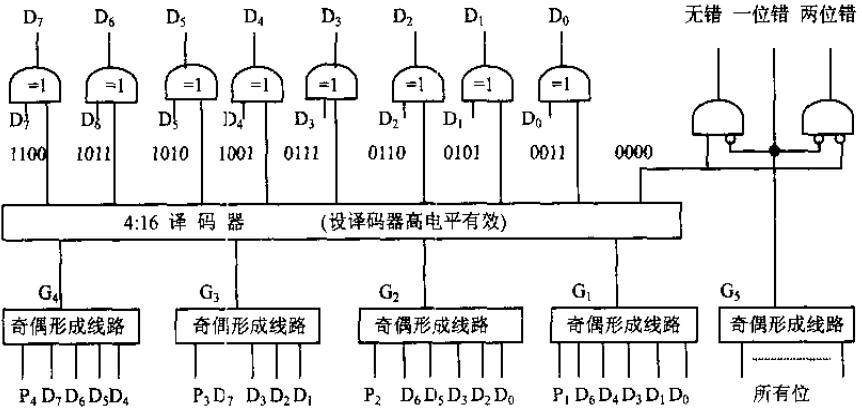 D7 D6 D5 D4 D3 D2 D1 D0 无错 一位错 两位错
=1 =1 =1 =1 =1 =1 =1 =1
D7 D6 D5 D4 D3 D2 D1 D0
1100 1011 1010 1001 0111 0110 0101 0011 0000
4:16 译码器 (设译码器高电平有效)
G4 G3 G2 G1 G5
奇偶形成线路 奇偶形成线路 奇偶形成线路 奇偶形成线路 奇偶形成线路
P4 D7 D6 D5 D4 P3 D7 D3 D2 D1 P2 D6 D5 D3 D2 D0 P1 D6 D4 D3 D1 D0 所有位